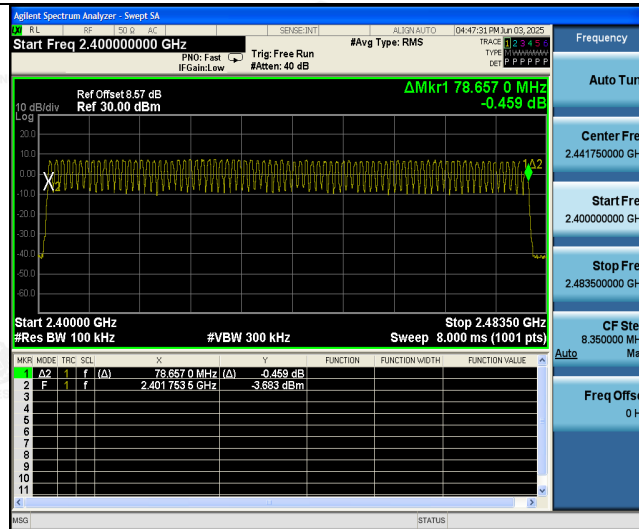 Agilent Spectrum Analyzer - Swept SA
LXI RL RF 50 Ω AC SENSE:INT ALIGN AUTO 04:47:31 PM Jun 03, 2025
Start Freq 2.400000000 GHz #Avg Type: RMS TRACE 1 2 3 4 5 6
PNO: Fast Trig: Free Run TYPE M
IFGain:Low #Atten: 40 dB DET P P P P P P
Ref Offset 8.57 dB ΔMkr1 78.657 0 MHz
10 dB/div Ref 30.00 dBm -0.459 dB
Log
20.0
10.0
0.00
-10.0
-20.0
-30.0
-40.0
-50.0
-60.0
1Δ2
2
Start 2.40000 GHz Stop 2.48350 GHz
#Res BW 100 kHz #VBW 300 kHz Sweep 8.000 ms (1001 pts)
MKR MODE TRC SCL X Y FUNCTION FUNCTION WIDTH FUNCTION VALUE
1 Δ2 1 f (Δ) 78.657 0 MHz (Δ) -0.459 dB
2 F 1 f 2.401 753 5 GHz -3.683 dBm
3
4
5
6
7
8
9
10
11
MSG STATUS
Frequency
Auto Tun
Center Fre
2.441750000 GH
Start Fre
2.400000000 GH
Stop Fre
2.483500000 GH
CF Ste
8.350000 MH
Auto Ma
Freq Offse
0 H